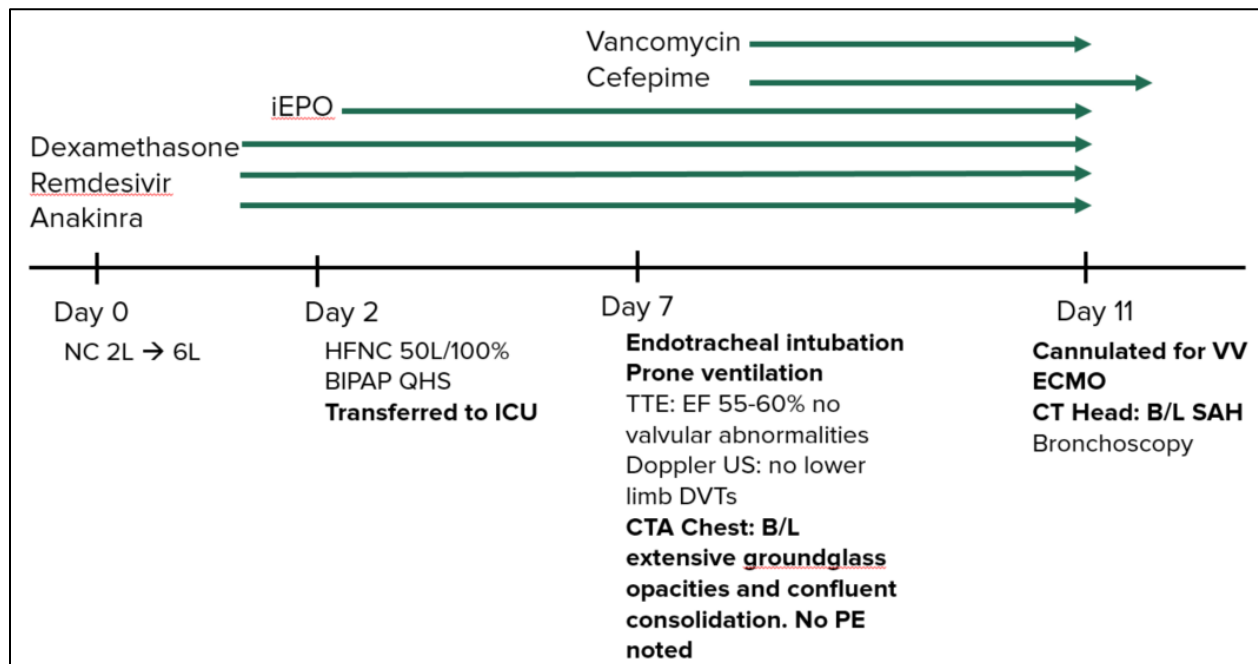 Vancomycin
Cefepime
iEPO
Dexamethasone
Remdesivir
Anakinra
Day 0
NC 2L → 6L
Day 2
HFNC 50L/100%
BIPAP QHS
Transferred to ICU
Day 7
Endotracheal intubation
Prone ventilation
TTE: EF 55-60% no
valvular abnormalities
Doppler US: no lower
limb DVTs
CTA Chest: B/L
extensive groundglass
opacities and confluent
consolidation. No PE
noted
Day 11
Cannulated for VV
ECMO
CT Head: B/L SAH
Bronchoscopy